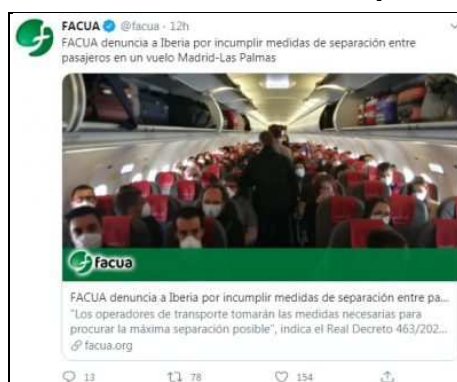 FACUA @facua · 12h
FACUA denuncia a Iberia por incumplir medidas de separación entre
pasajeros en un vuelo Madrid-Las Palmas
facua
FACUA denuncia a Iberia por incumplir medidas de separación entre pa...
"Los operadores de transporte tomarán las medidas necesarias para
procurar la máxima separación posible", indica el Real Decreto 463/202...
facua.org
13 78 154